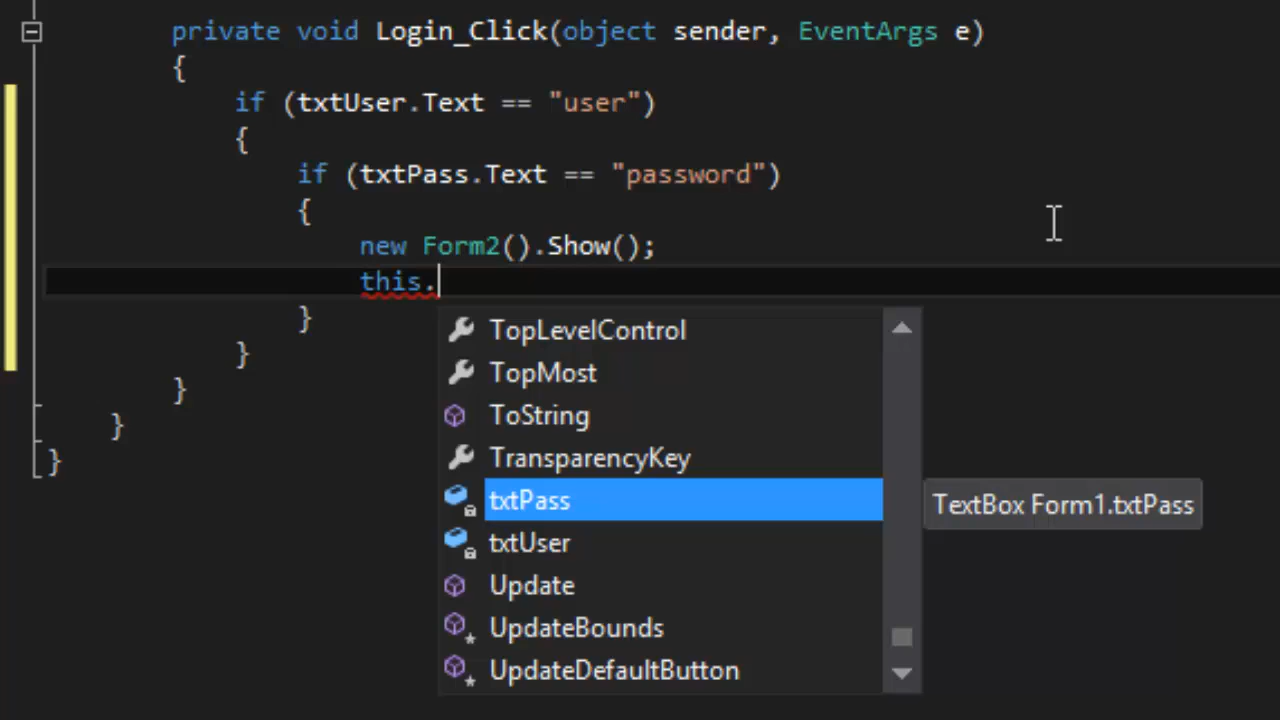 private void Login_Click(object sender, EventArgs e)
{
if (txtUser.Text == "user")
{
if (txtPass.Text == "password")
{
new Form2().Show();
this.
}
}
}
}
}
TopLevelControl
TopMost
ToString
TransparencyKey
txtPass
TextBox Form1.txtPass
txtUser
Update
UpdateBounds
UpdateDefaultButton